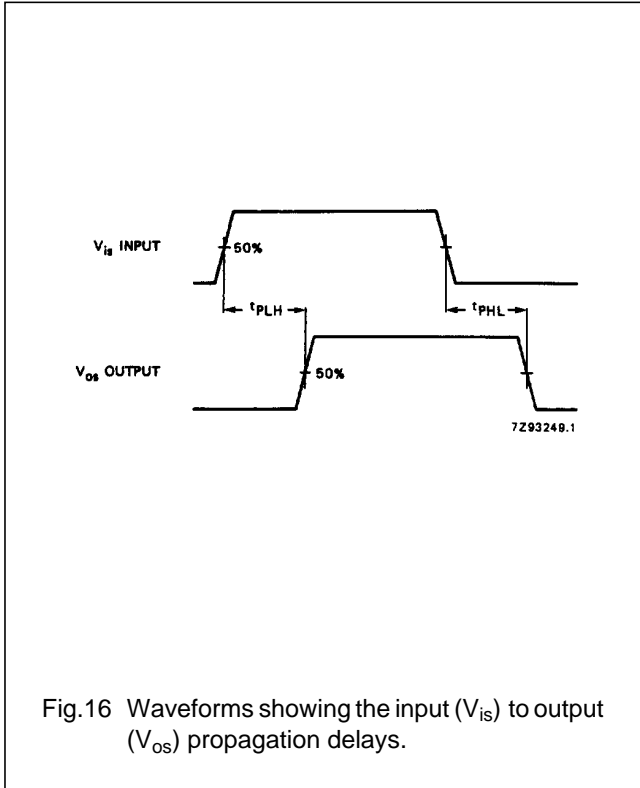 V_is INPUT
50%
t_PLH
t_PHL
V_os OUTPUT
50%
7Z93249.1
Fig.16 Waveforms showing the input (V_is) to output
(V_os) propagation delays.